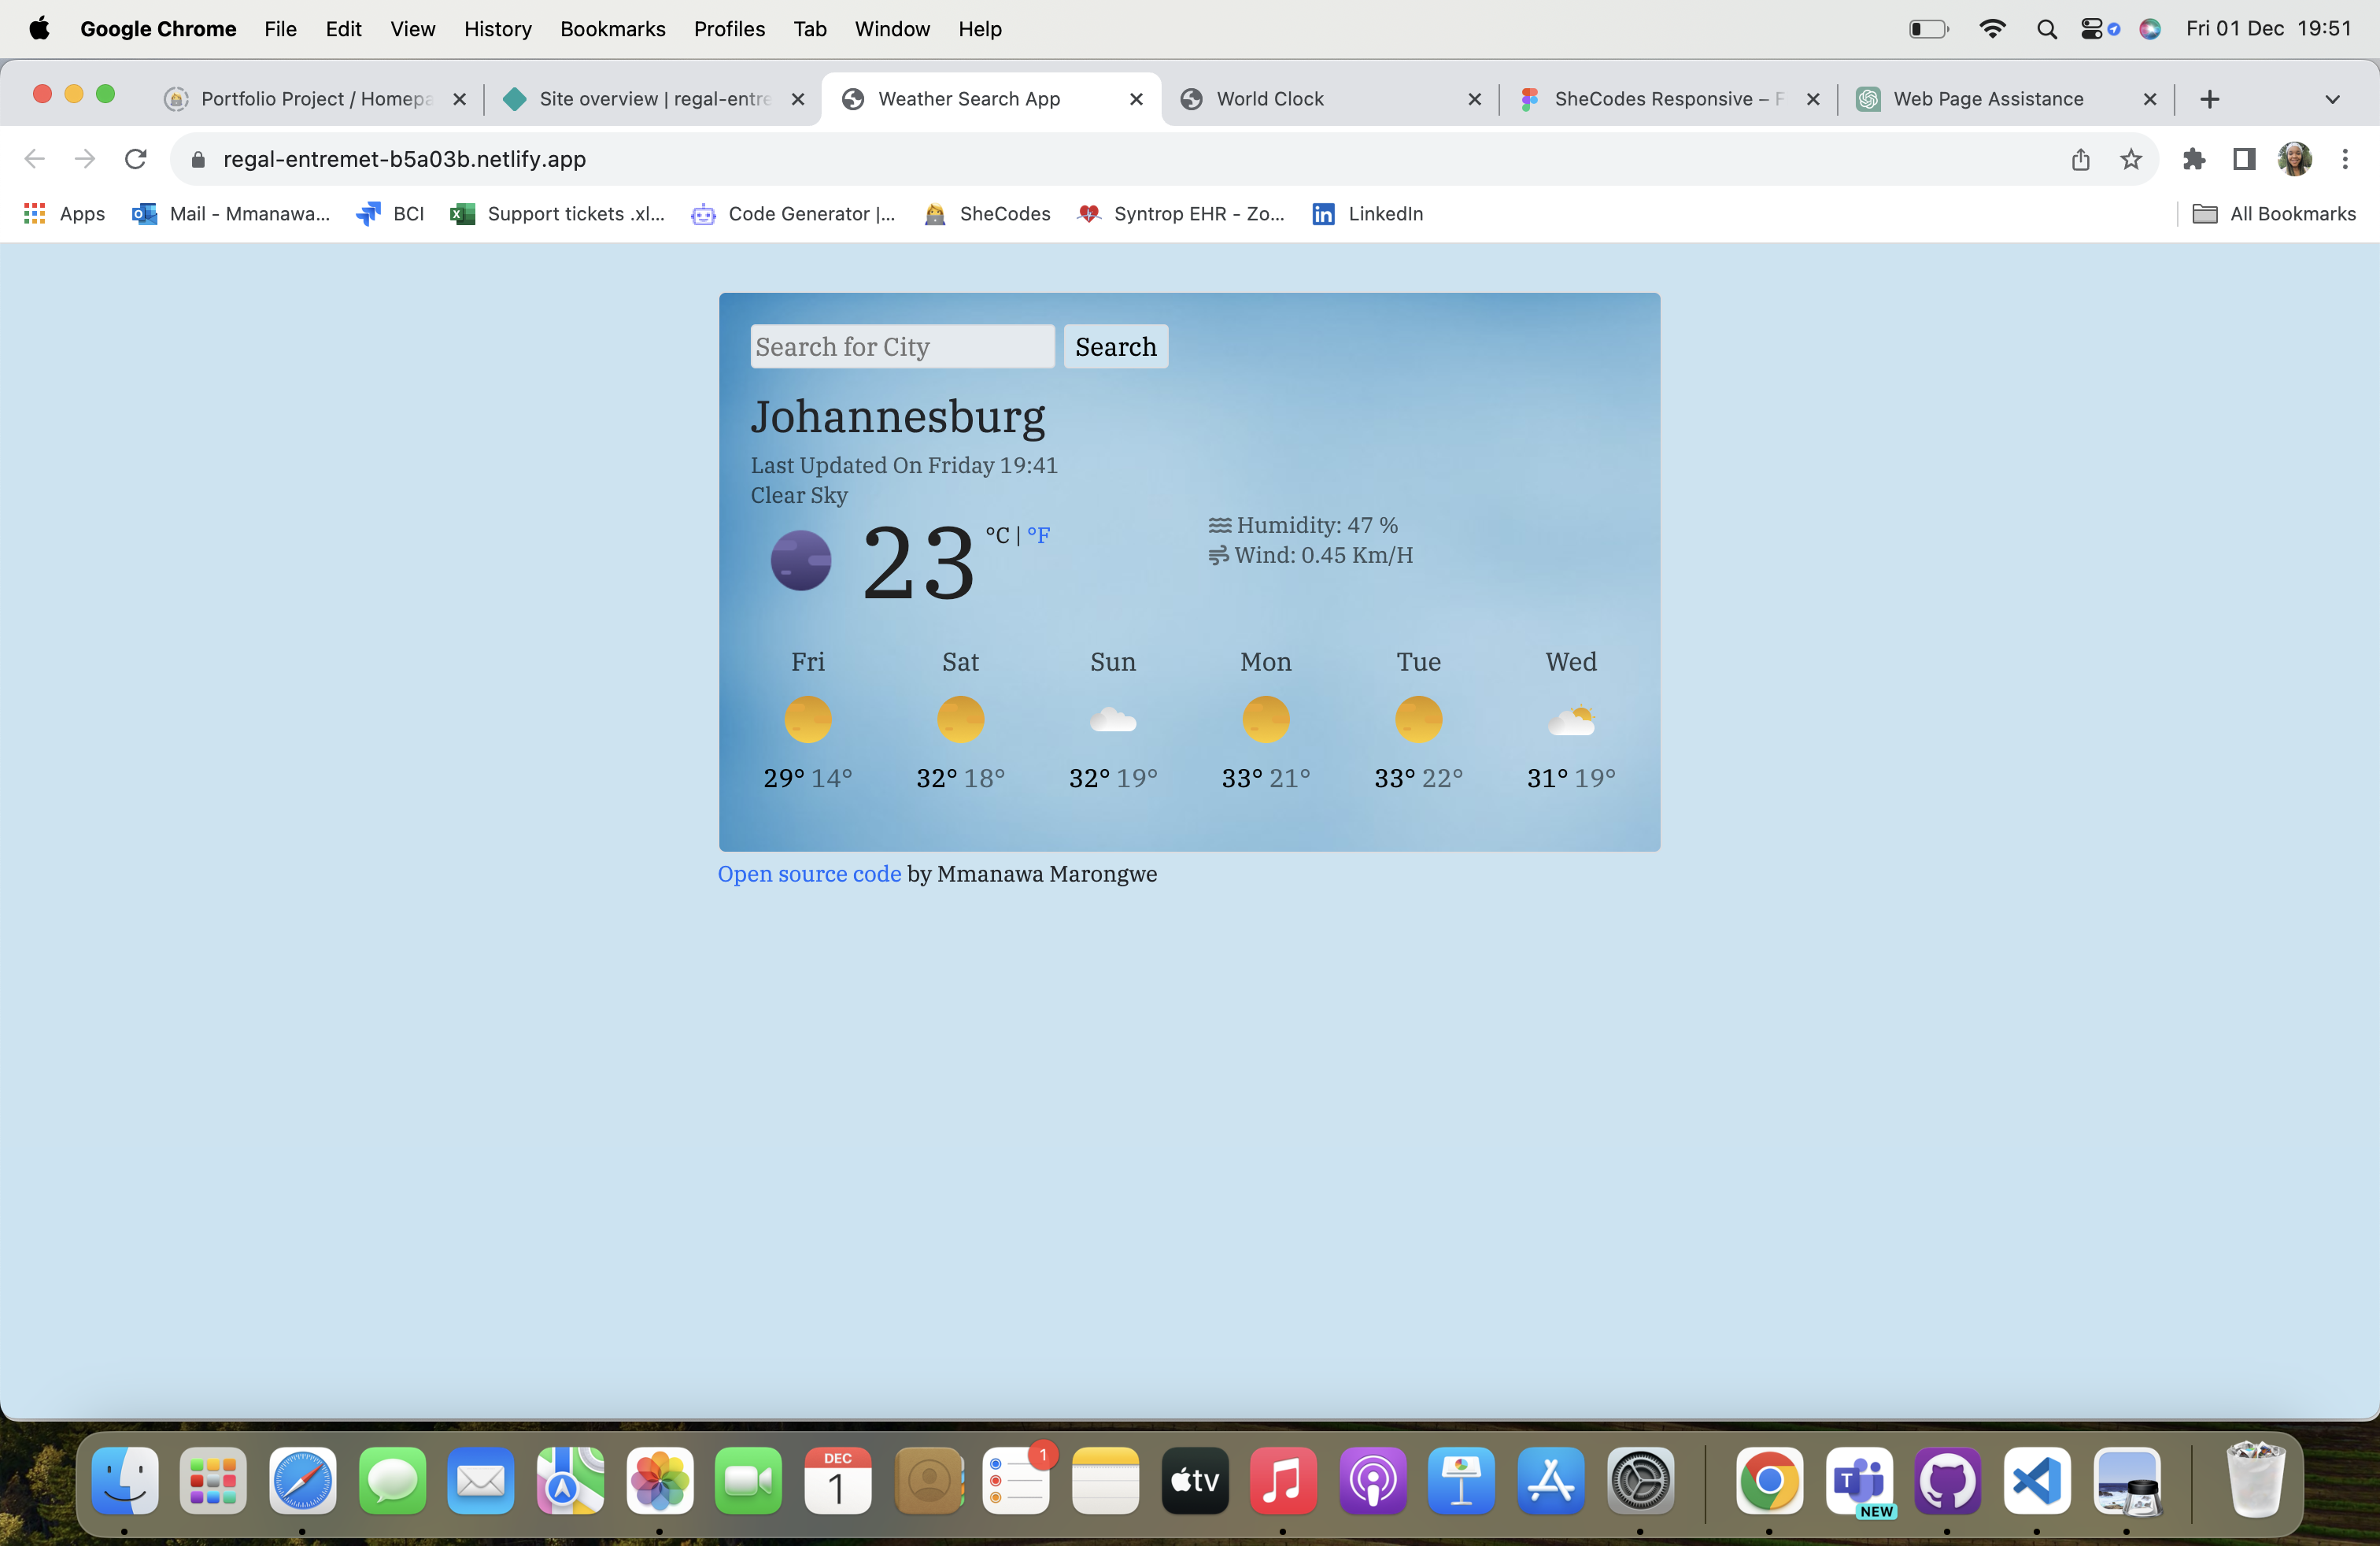 Google Chrome File Edit View History Bookmarks Profiles Tab Window Help Fri 01 Dec 19:51
Portfolio Project / Homepa Site overview | regal-entre Weather Search App World Clock SheCodes Responsive – F Web Page Assistance
regal-entremet-b5a03b.netlify.app
Apps Mail - Mmanawa... BCI Support tickets .xl... Code Generator |... SheCodes Syntrop EHR - Zo... LinkedIn All Bookmarks
Search for City Search
Johannesburg
Last Updated On Friday 19:41
Clear Sky
23 °C | °F
Humidity: 47 %
Wind: 0.45 Km/H
Fri Sat Sun Mon Tue Wed
29° 14° 32° 18° 32° 19° 33° 21° 33° 22° 31° 19°
Open source code by Mmanawa Marongwe
DEC
1
1
tv
T
NEW